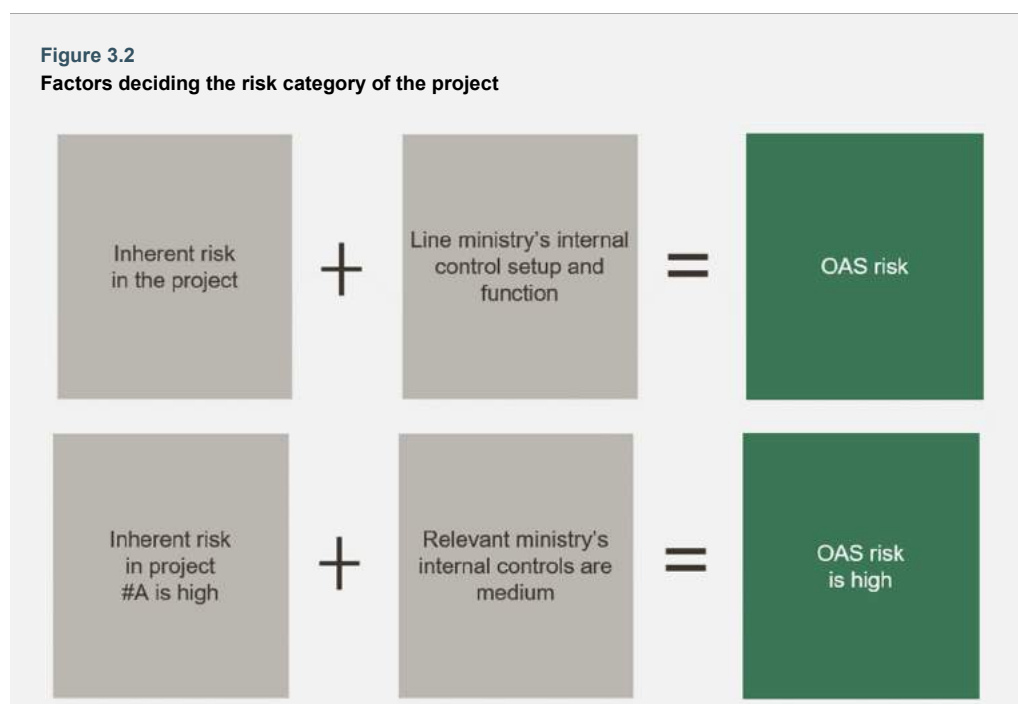 Figure 3.2
Factors deciding the risk category of the project
Inherent risk
in the project
+
Line ministry's internal
control setup and
function
=
OAS risk
Inherent risk
in project
#A is high
+
Relevant ministry's
internal controls are
medium
=
OAS risk
is high